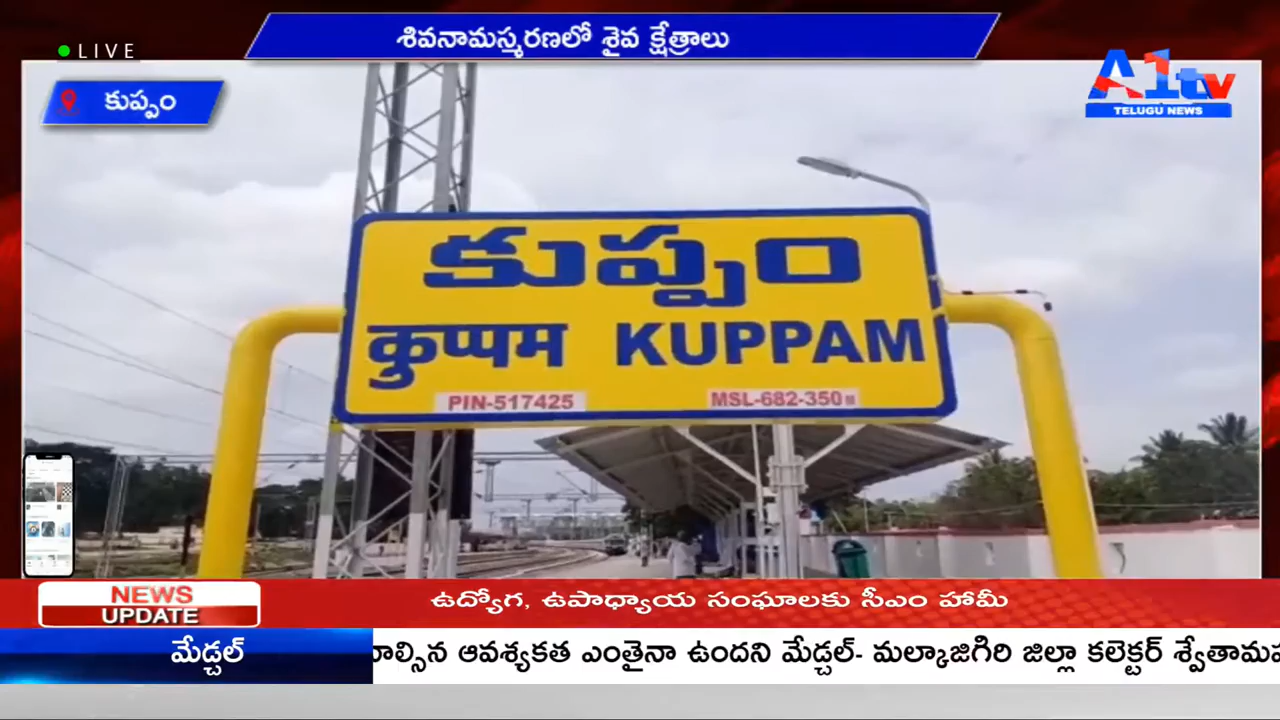 శివనామస్మరణలో శైవ క్షేత్రాలు
LIVE
కుప్పం
A1tv
TELUGU NEWS
కుప్పం
कुप्पम KUPPAM
PIN-517425 MSL-682-350
NEWS
UPDATE
ఉద్యోగ, ఉపాధ్యాయ సంఘాలకు సీఎం హామీ
మేడ్చల్
ఆవశ్యకత ఎంతైనా ఉందని మేడ్చల్- మల్కాజిగిరి జిల్లా కలెక్టర్